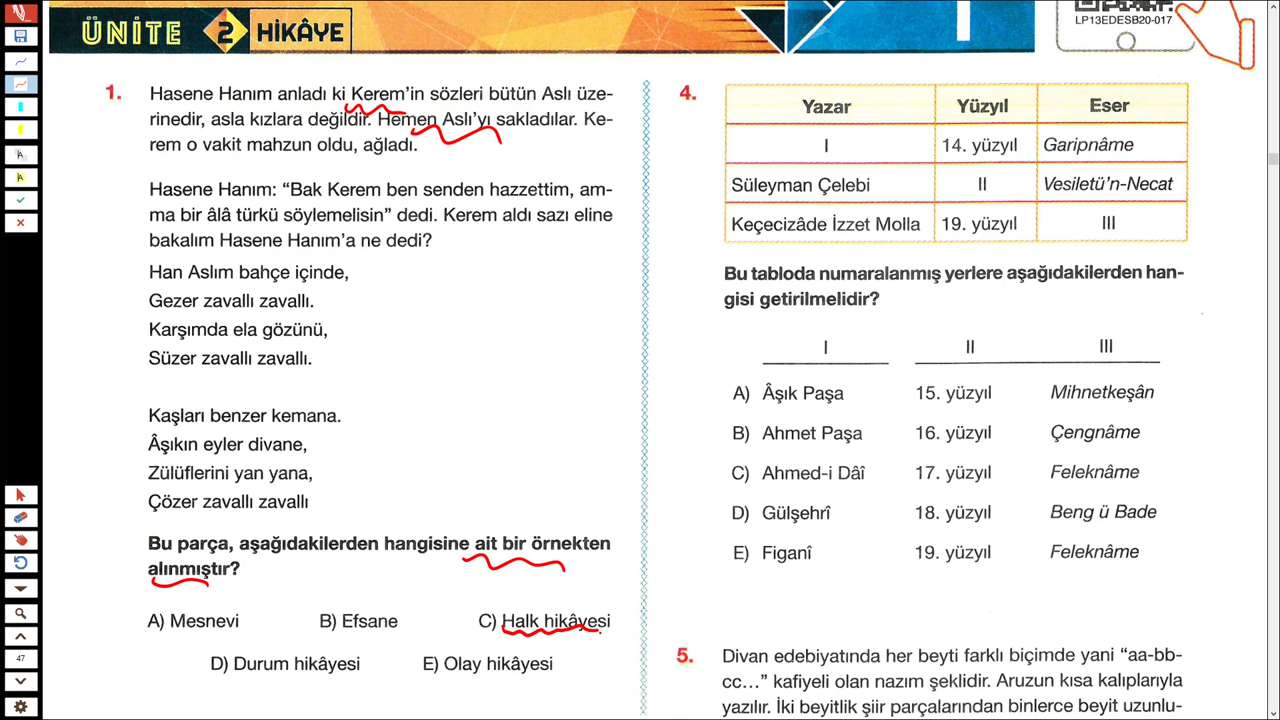 ÜNİTE 2 HİKÂYE
LP13EDESB20-017
1. Hasene Hanım anladı ki Kerem'in sözleri bütün Aslı üze-
rinedir, asla kızlara değildir. Hemen Aslı'yı sakladılar. Ke-
rem o vakit mahzun oldu, ağladı.
Hasene Hanım: “Bak Kerem ben senden hazzettim, am-
ma bir âlâ türkü söylemelisin” dedi. Kerem aldı sazı eline
bakalım Hasene Hanım'a ne dedi?
Han Aslım bahçe içinde,
Gezer zavallı zavallı.
Karşımda ela gözünü,
Süzer zavallı zavallı.
Kaşları benzer kemana.
Âşıkın eyler divane,
Zülüflerini yan yana,
Çözer zavallı zavallı
Bu parça, aşağıdakilerden hangisine ait bir örnekten
alınmıştır?
A) Mesnevi B) Efsane C) Halk hikâyesi
D) Durum hikâyesi E) Olay hikâyesi
4.
Yazar Yüzyıl Eser
I 14. yüzyıl Garipnâme
Süleyman Çelebi II Vesiletü'n-Necat
Keçecizâde İzzet Molla 19. yüzyıl III
Bu tabloda numaralanmış yerlere aşağıdakilerden han-
gisi getirilmelidir?
I II III
A) Âşık Paşa 15. yüzyıl Mihnetkeşân
B) Ahmet Paşa 16. yüzyıl Çengnâme
C) Ahmed-i Dâî 17. yüzyıl Feleknâme
D) Gülşehrî 18. yüzyıl Beng ü Bade
E) Figanî 19. yüzyıl Feleknâme
5. Divan edebiyatında her beyti farklı biçimde yani “aa-bb-
cc...” kafiyeli olan nazım şeklidir. Aruzun kısa kalıplarıyla
yazılır. İki beyitlik şiir parçalarından binlerce beyit uzunlu-
47